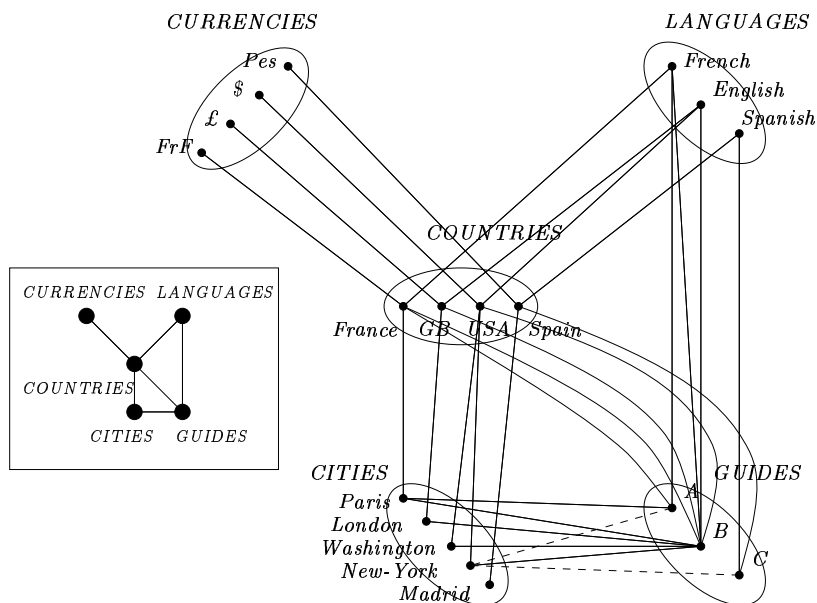 CURRENCIES
LANGUAGES
Pes
$
£
FrF
French
English
Spanish
COUNTRIES
France
GB
USA
Spain
CURRENCIES
LANGUAGES
COUNTRIES
CITIES
GUIDES
CITIES
GUIDES
Paris
London
Washington
New-York
Madrid
A
B
C